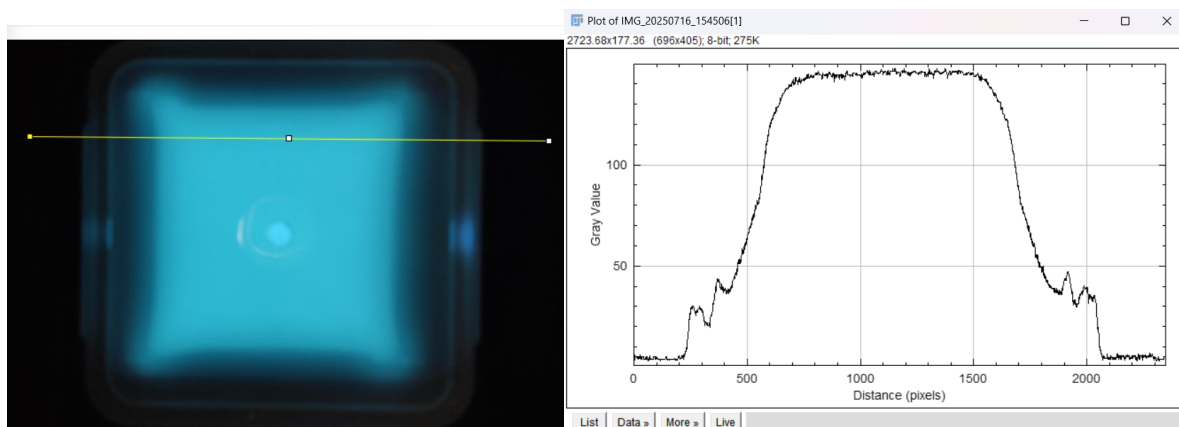 Plot of IMG_20250716_154506[1]
2723.68x177.36 (696x405); 8-bit; 275K
100
50
Gray Value
0 500 1000 1500 2000
Distance (pixels)
List Data » More » Live